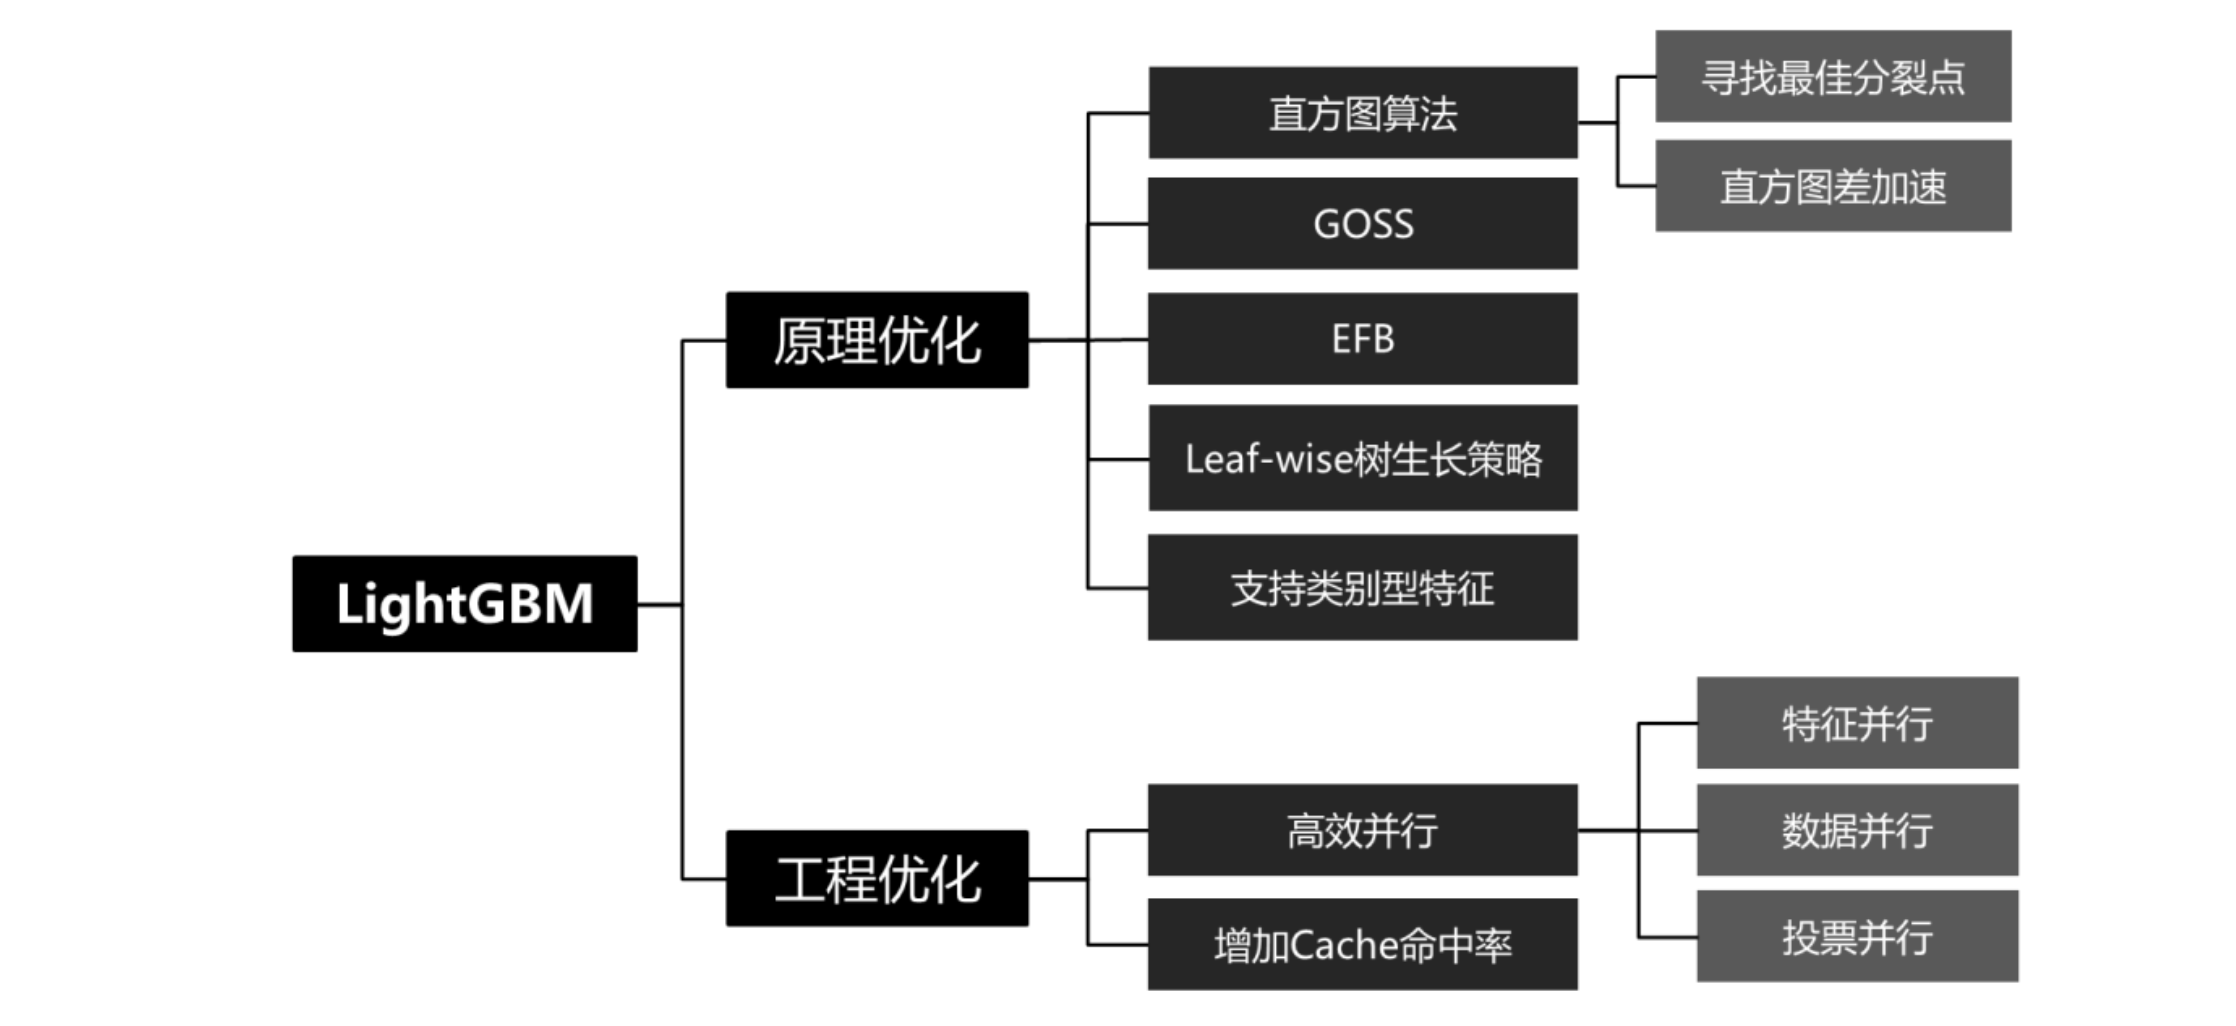 LightGBM
原理优化
直方图算法
寻找最佳分裂点
直方图差加速
GOSS
EFB
Leaf-wise树生长策略
支持类别型特征
工程优化
高效并行
特征并行
数据并行
投票并行
增加Cache命中率